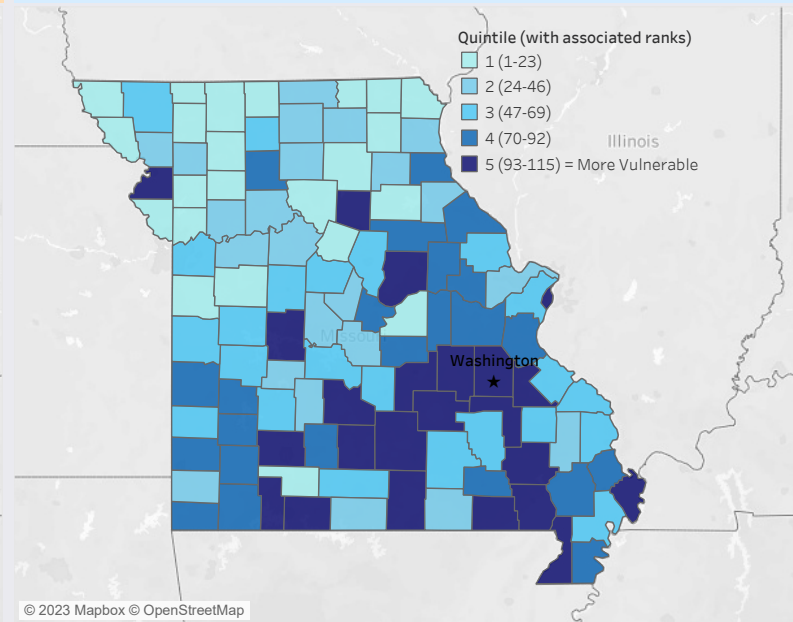 Quintile (with associated ranks)
1 (1-23)
2 (24-46)
3 (47-69)
4 (70-92)
5 (93-115) = More Vulnerable
Illinois
Missouri
Washington
© 2023 Mapbox © OpenStreetMap